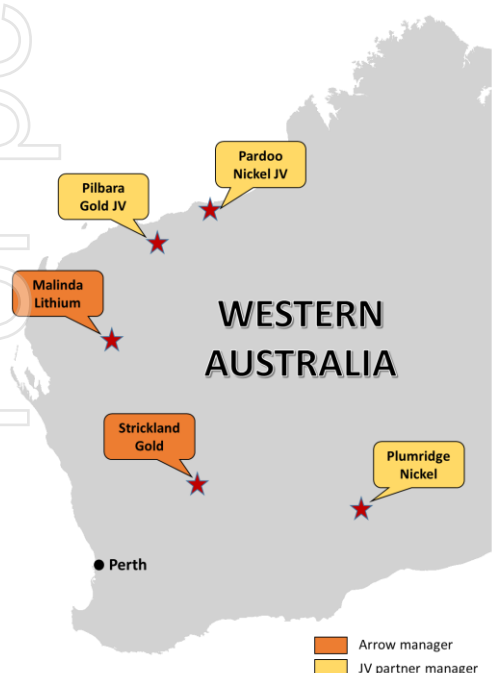 Pardoo
Nickel JV
Pilbara
Gold JV
Malinda
Lithium
WESTERN
AUSTRALIA
Strickland
Gold
Plumridge
Nickel
Perth
Arrow manager
JV partner manager